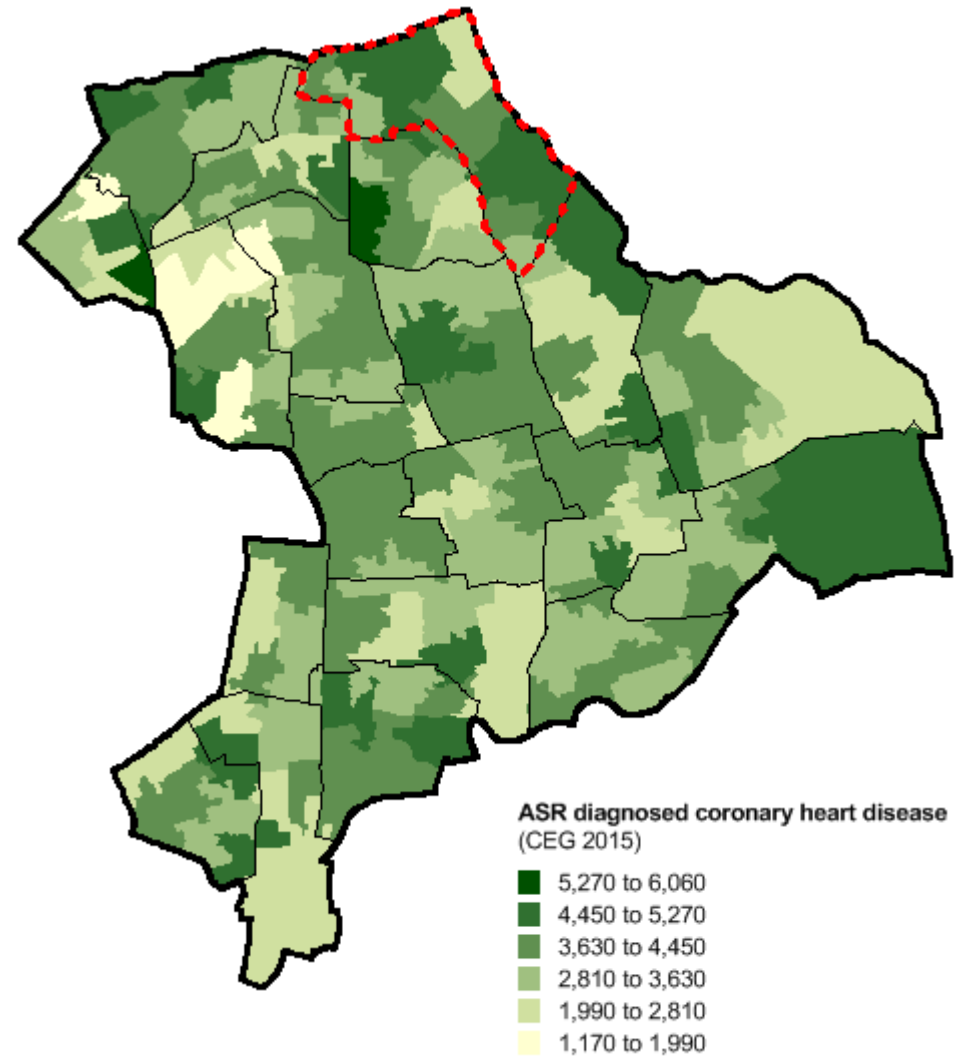 ASR diagnosed coronary heart disease
(CEG 2015)
5,270 to 6,060
4,450 to 5,270
3,630 to 4,450
2,810 to 3,630
1,990 to 2,810
1,170 to 1,990